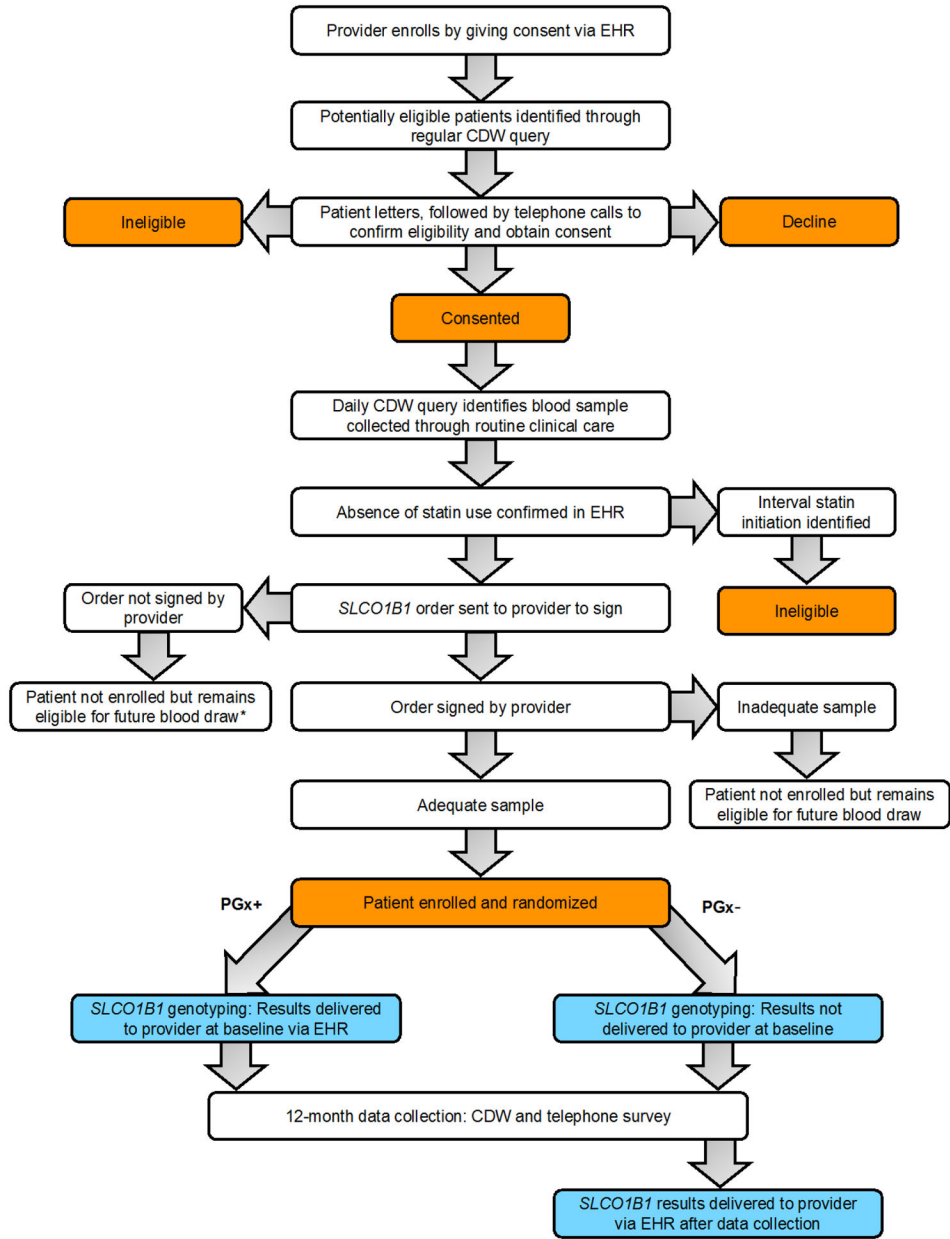 Provider enrolls by giving consent via EHR
Potentially eligible patients identified through
regular CDW query
Ineligible
Patient letters, followed by telephone calls to
confirm eligibility and obtain consent
Decline
Consented
Daily CDW query identifies blood sample
collected through routine clinical care
Absence of statin use confirmed in EHR
Interval statin
initiation identified
Order not signed by
provider
SLCO1B1 order sent to provider to sign
Ineligible
Patient not enrolled but remains
eligible for future blood draw*
Order signed by provider
Inadequate sample
Adequate sample
Patient not enrolled but remains
eligible for future blood draw
PGx+
Patient enrolled and randomized
PGx-
SLCO1B1 genotyping: Results delivered
to provider at baseline via EHR
SLCO1B1 genotyping: Results not
delivered to provider at baseline
12-month data collection: CDW and telephone survey
SLCO1B1 results delivered to provider
via EHR after data collection